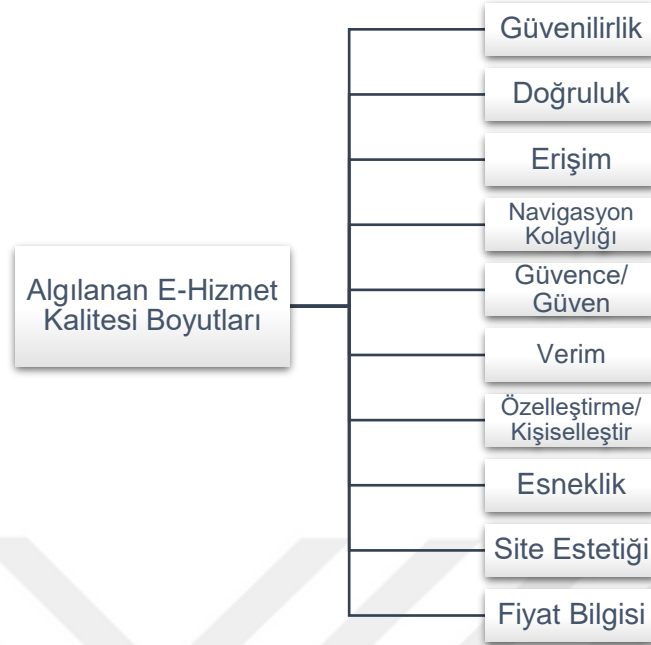 Algılanan E-Hizmet
Kalitesi Boyutları
Güvenilirlik
Doğruluk
Erişim
Navigasyon
Kolaylığı
Güvence/
Güven
Verim
Özelleştirme/
Kişiselleştir
Esneklik
Site Estetiği
Fiyat Bilgisi